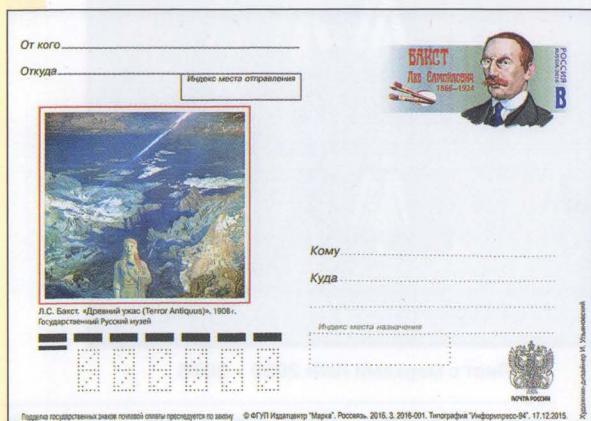 От кого
Откуда
Индекс места отправления
БАКСТ
Лев Самойлович
1866–1924
РОССИЯ
RUSSIA 2016
B
Л.С. Бакст. «Древний ужас (Terror Antiquus)». 1908 г.
Государственный Русский музей
Кому
Куда
Индекс места назначения
ПОЧТА РОССИИ
Художник-дизайнер И. Ульяновский
Подделка государственных знаков почтовой оплаты преследуется по закону
© ФГУП Издатцентр "Марка". Россвязь. 2016. З. 2016-001. Типография "Информпресс-94". 17.12.2015.